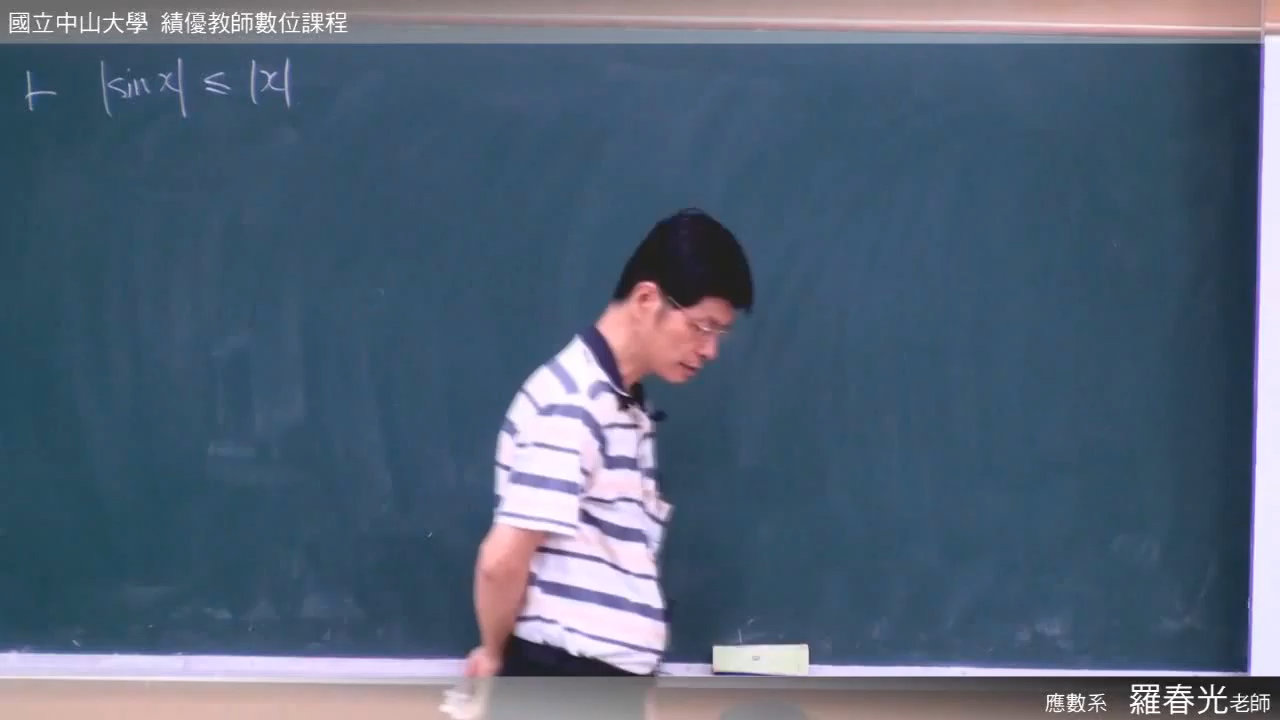 國立中山大學 績優教師數位課程
⊢ |sin x| ≤ |x|
應數系 羅春光老師